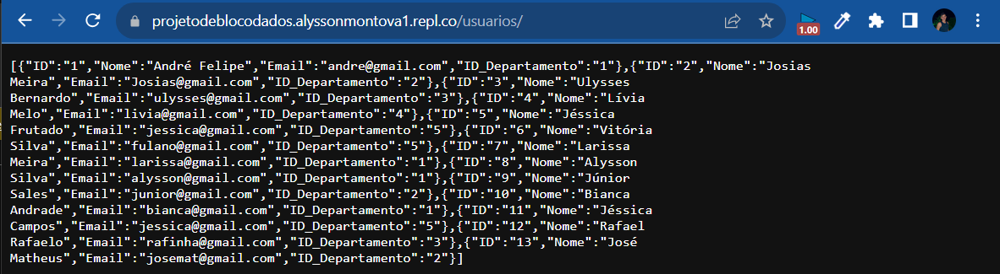 projetodeblocodados.alyssonmontova1.repl.co/usuarios/
1.00
[{"ID":"1","Nome":"André Felipe","Email":"andre@gmail.com","ID_Departamento":"1"},{"ID":"2","Nome":"Josias
Meira","Email":"Josias@gmail.com","ID_Departamento":"2"},{"ID":"3","Nome":"Ulysses
Bernardo","Email":"ulysses@gmail.com","ID_Departamento":"3"},{"ID":"4","Nome":"Lívia
Melo","Email":"livia@gmail.com","ID_Departamento":"4"},{"ID":"5","Nome":"Jéssica
Frutado","Email":"jessica@gmail.com","ID_Departamento":"5"},{"ID":"6","Nome":"Vitória
Silva","Email":"fulano@gmail.com","ID_Departamento":"5"},{"ID":"7","Nome":"Larissa
Meira","Email":"larissa@gmail.com","ID_Departamento":"1"},{"ID":"8","Nome":"Alysson
Silva","Email":"alysson@gmail.com","ID_Departamento":"1"},{"ID":"9","Nome":"Júnior
Sales","Email":"junior@gmail.com","ID_Departamento":"2"},{"ID":"10","Nome":"Bianca
Andrade","Email":"bianca@gmail.com","ID_Departamento":"1"},{"ID":"11","Nome":"Jéssica
Campos","Email":"jessica@gmail.com","ID_Departamento":"5"},{"ID":"12","Nome":"Rafael
Rafaelo","Email":"rafinha@gmail.com","ID_Departamento":"3"},{"ID":"13","Nome":"José
Matheus","Email":"josemat@gmail.com","ID_Departamento":"2"}]